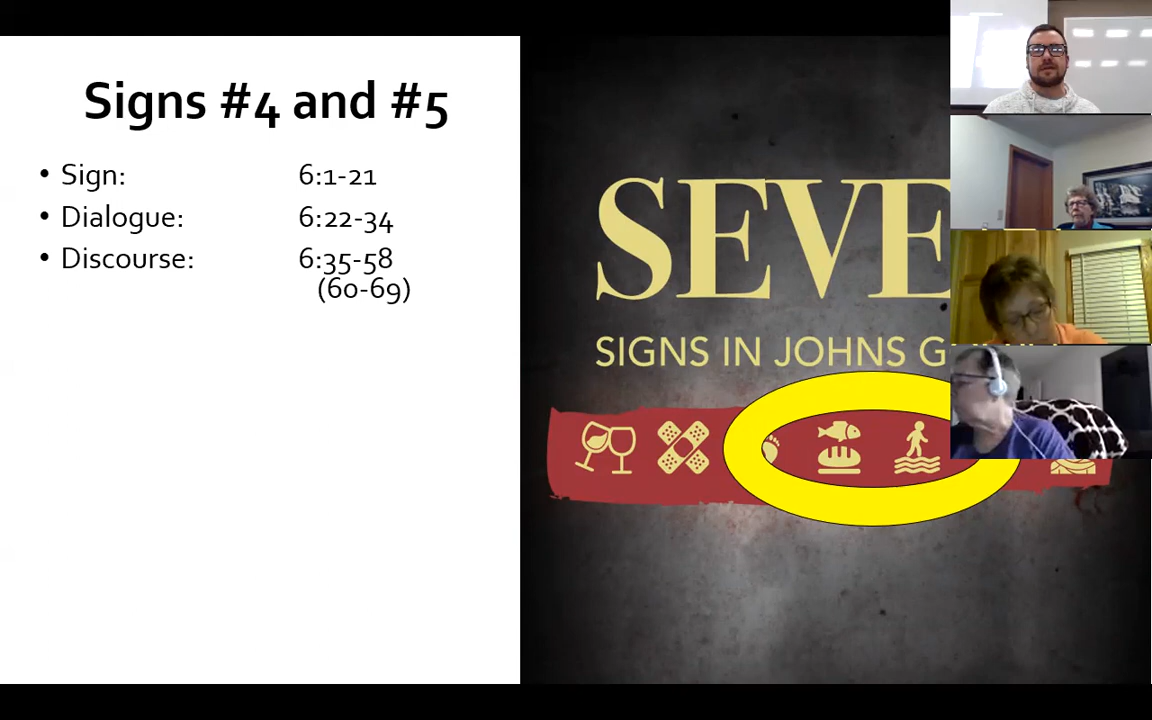 Signs #4 and #5
• Sign: 6:1-21
• Dialogue: 6:22-34
• Discourse: 6:35-58
(60-69)
SEVE
SIGNS IN JOHNS G